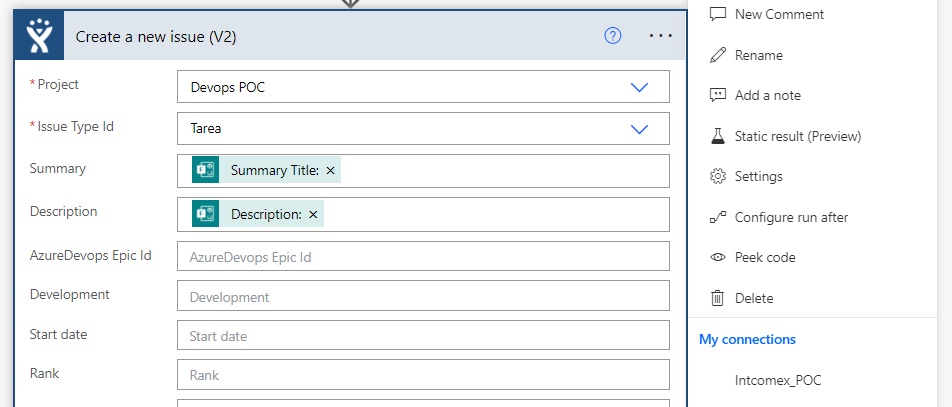 Create a new issue (V2)
* Project
Devops POC
* Issue Type Id
Tarea
Summary
Summary Title: ×
Description
Description: ×
AzureDevops Epic Id
AzureDevops Epic Id
Development
Development
Start date
Start date
Rank
Rank
New Comment
Rename
Add a note
Static result (Preview)
Settings
Configure run after
Peek code
Delete
My connections
Intcomex_POC